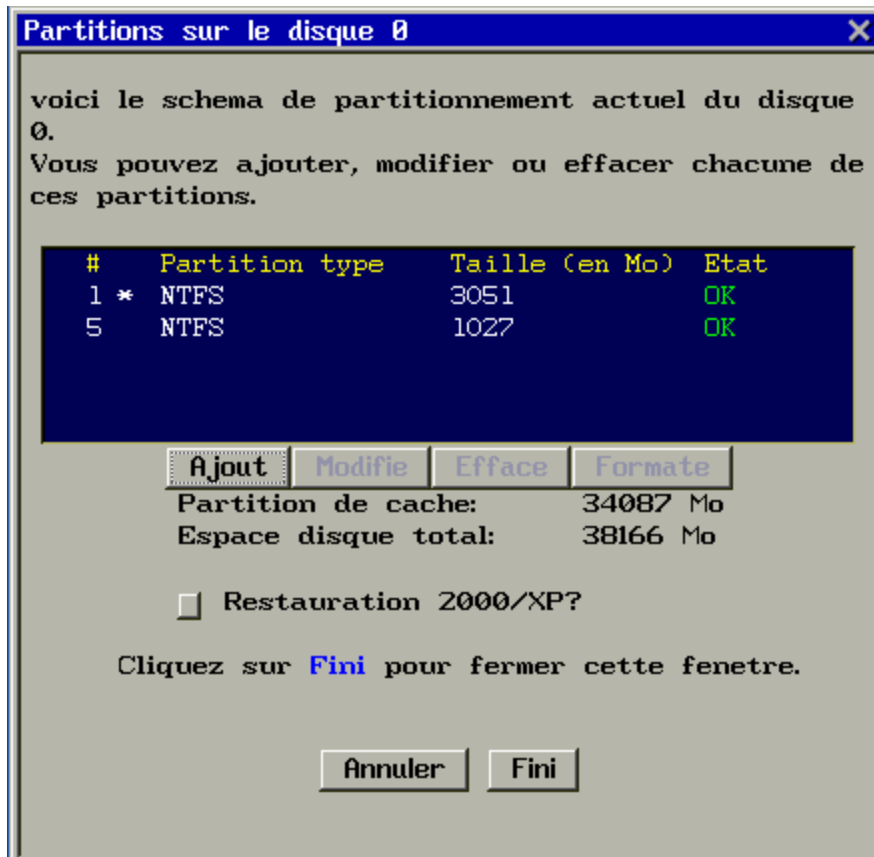 Partitions sur le disque 0
voici le schema de partitionnement actuel du disque
0.
Vous pouvez ajouter, modifier ou effacer chacune de
ces partitions.
# Partition type Taille (en Mo) Etat
1 * NTFS 3051 OK
5 NTFS 1027 OK
Ajout Modifie Efface Formate
Partition de cache: 34087 Mo
Espace disque total: 38166 Mo
Restauration 2000/XP?
Cliquez sur Fini pour fermer cette fenetre.
Annuler Fini